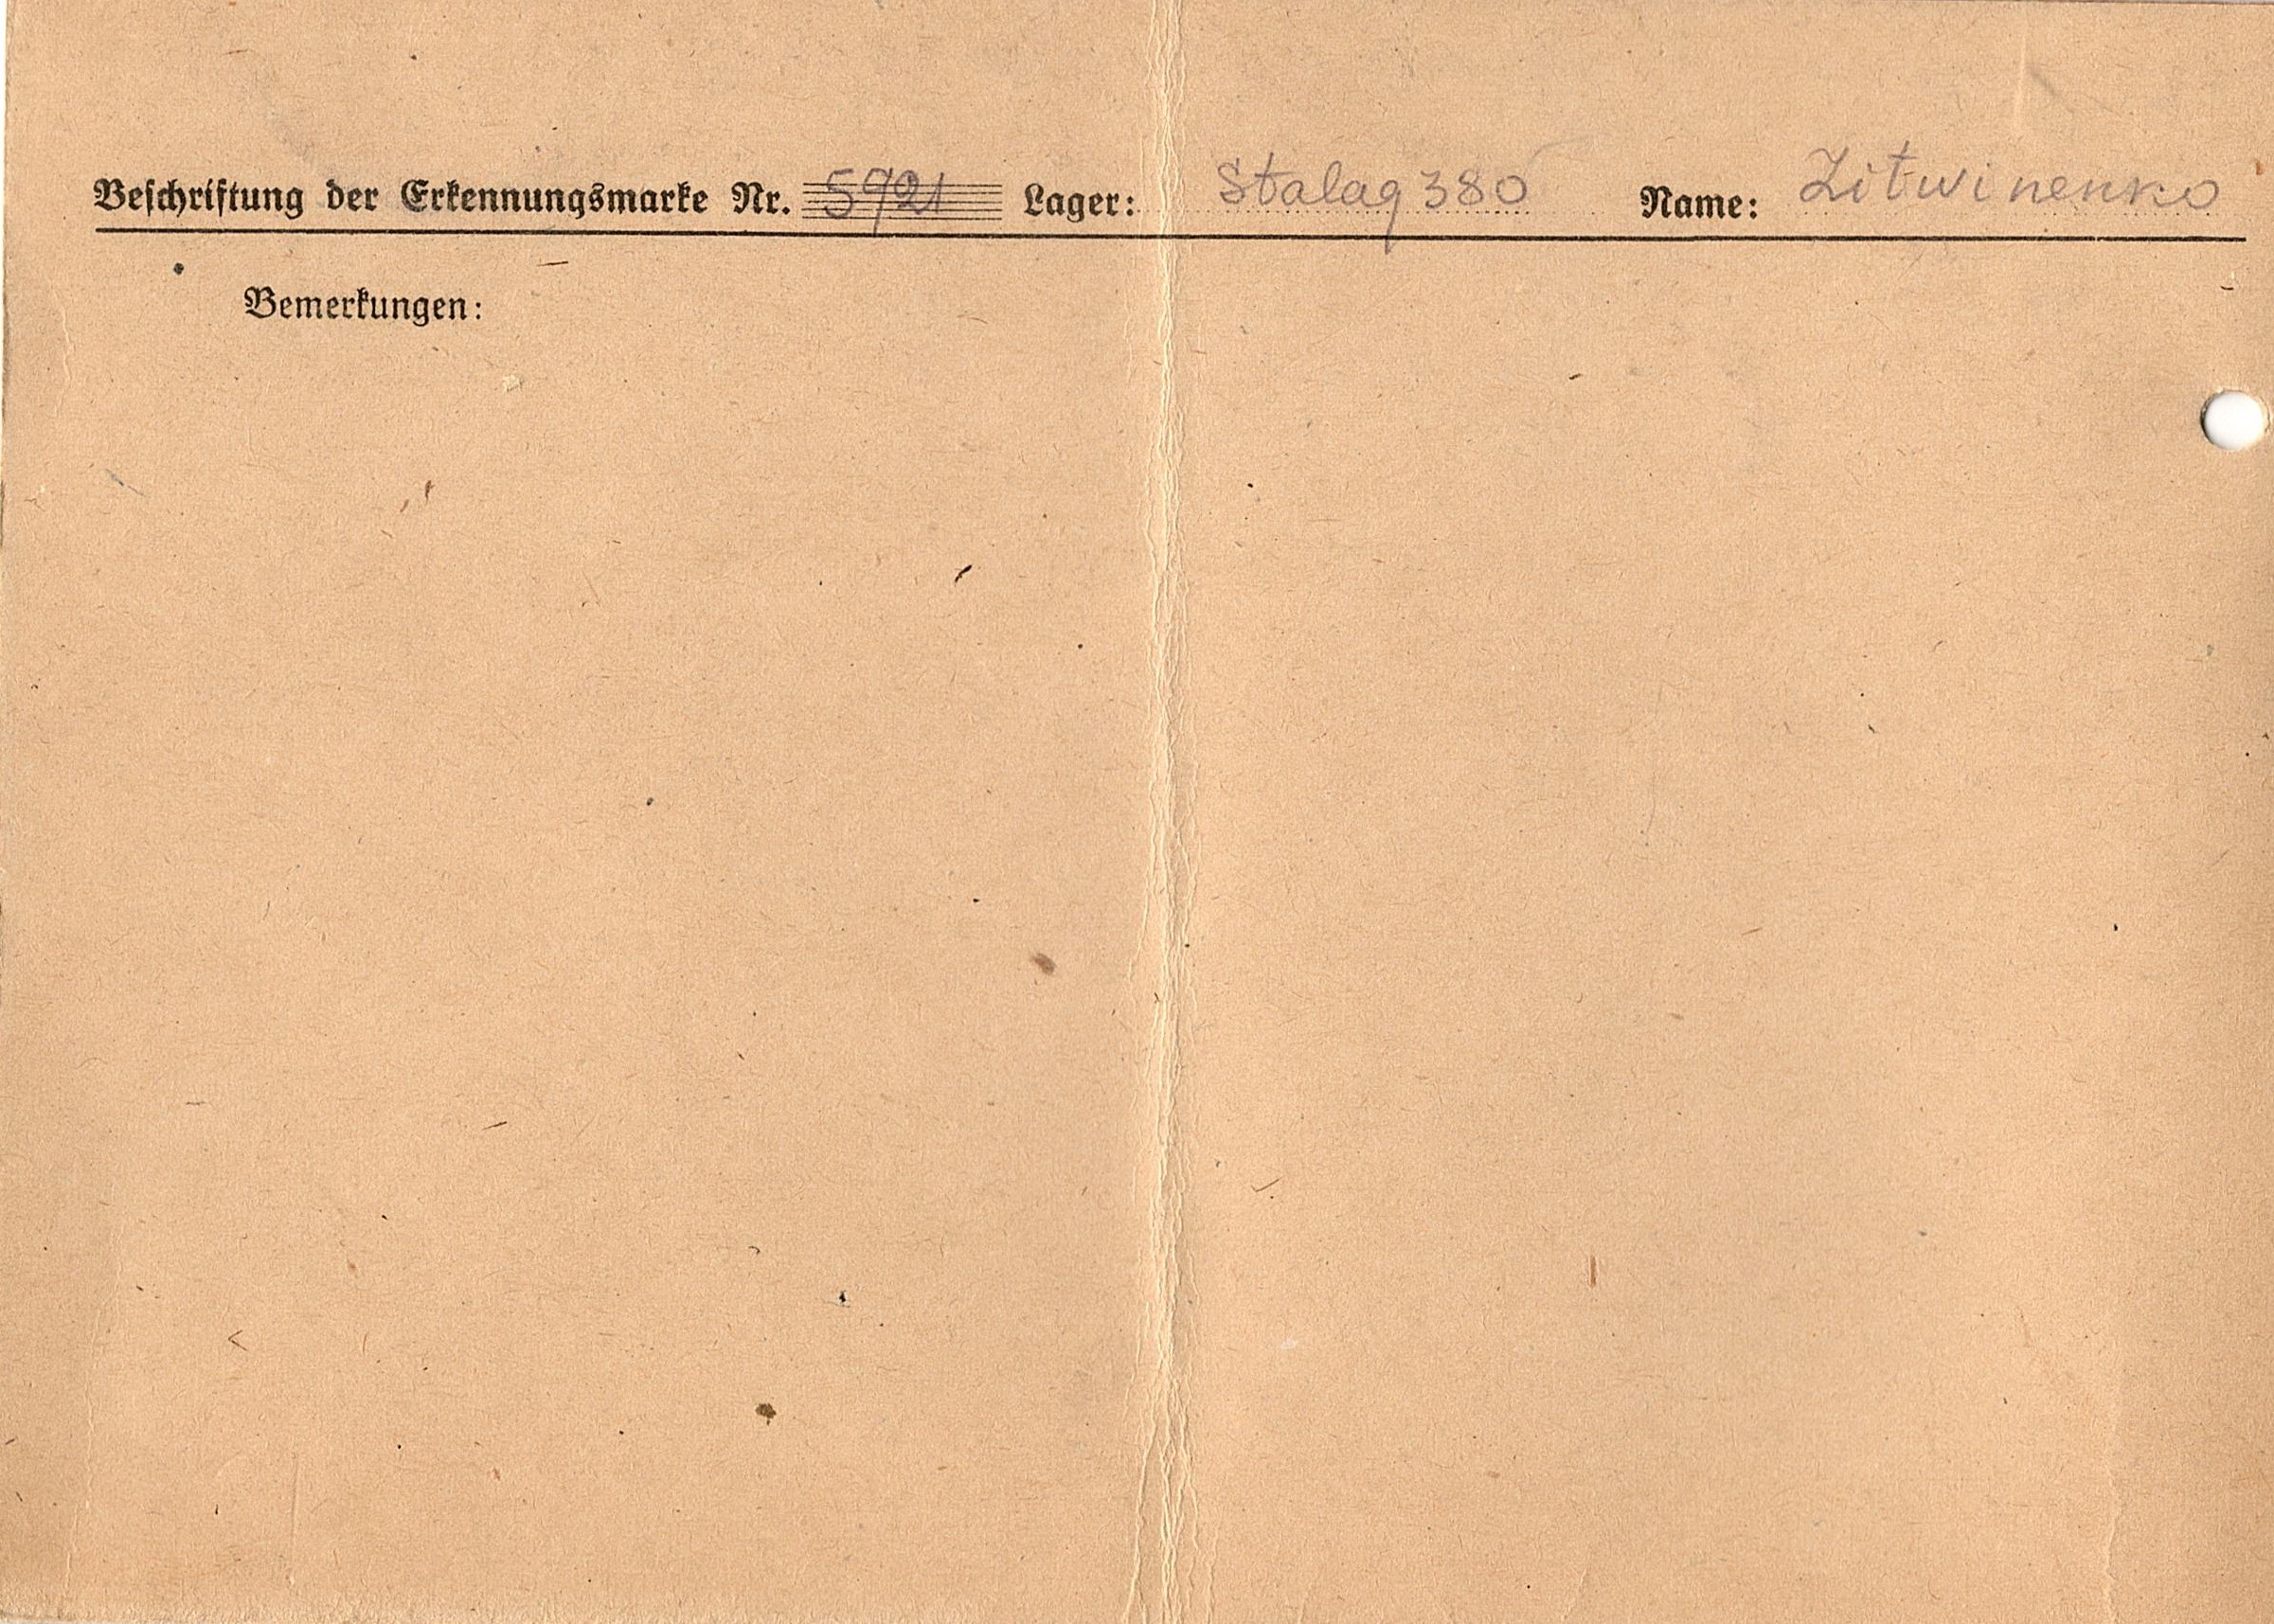 Beschriftung der Erkennungsmarke Nr. 5921 Lager: Stalag 380 Name: Litwinenko
Bemerkungen: